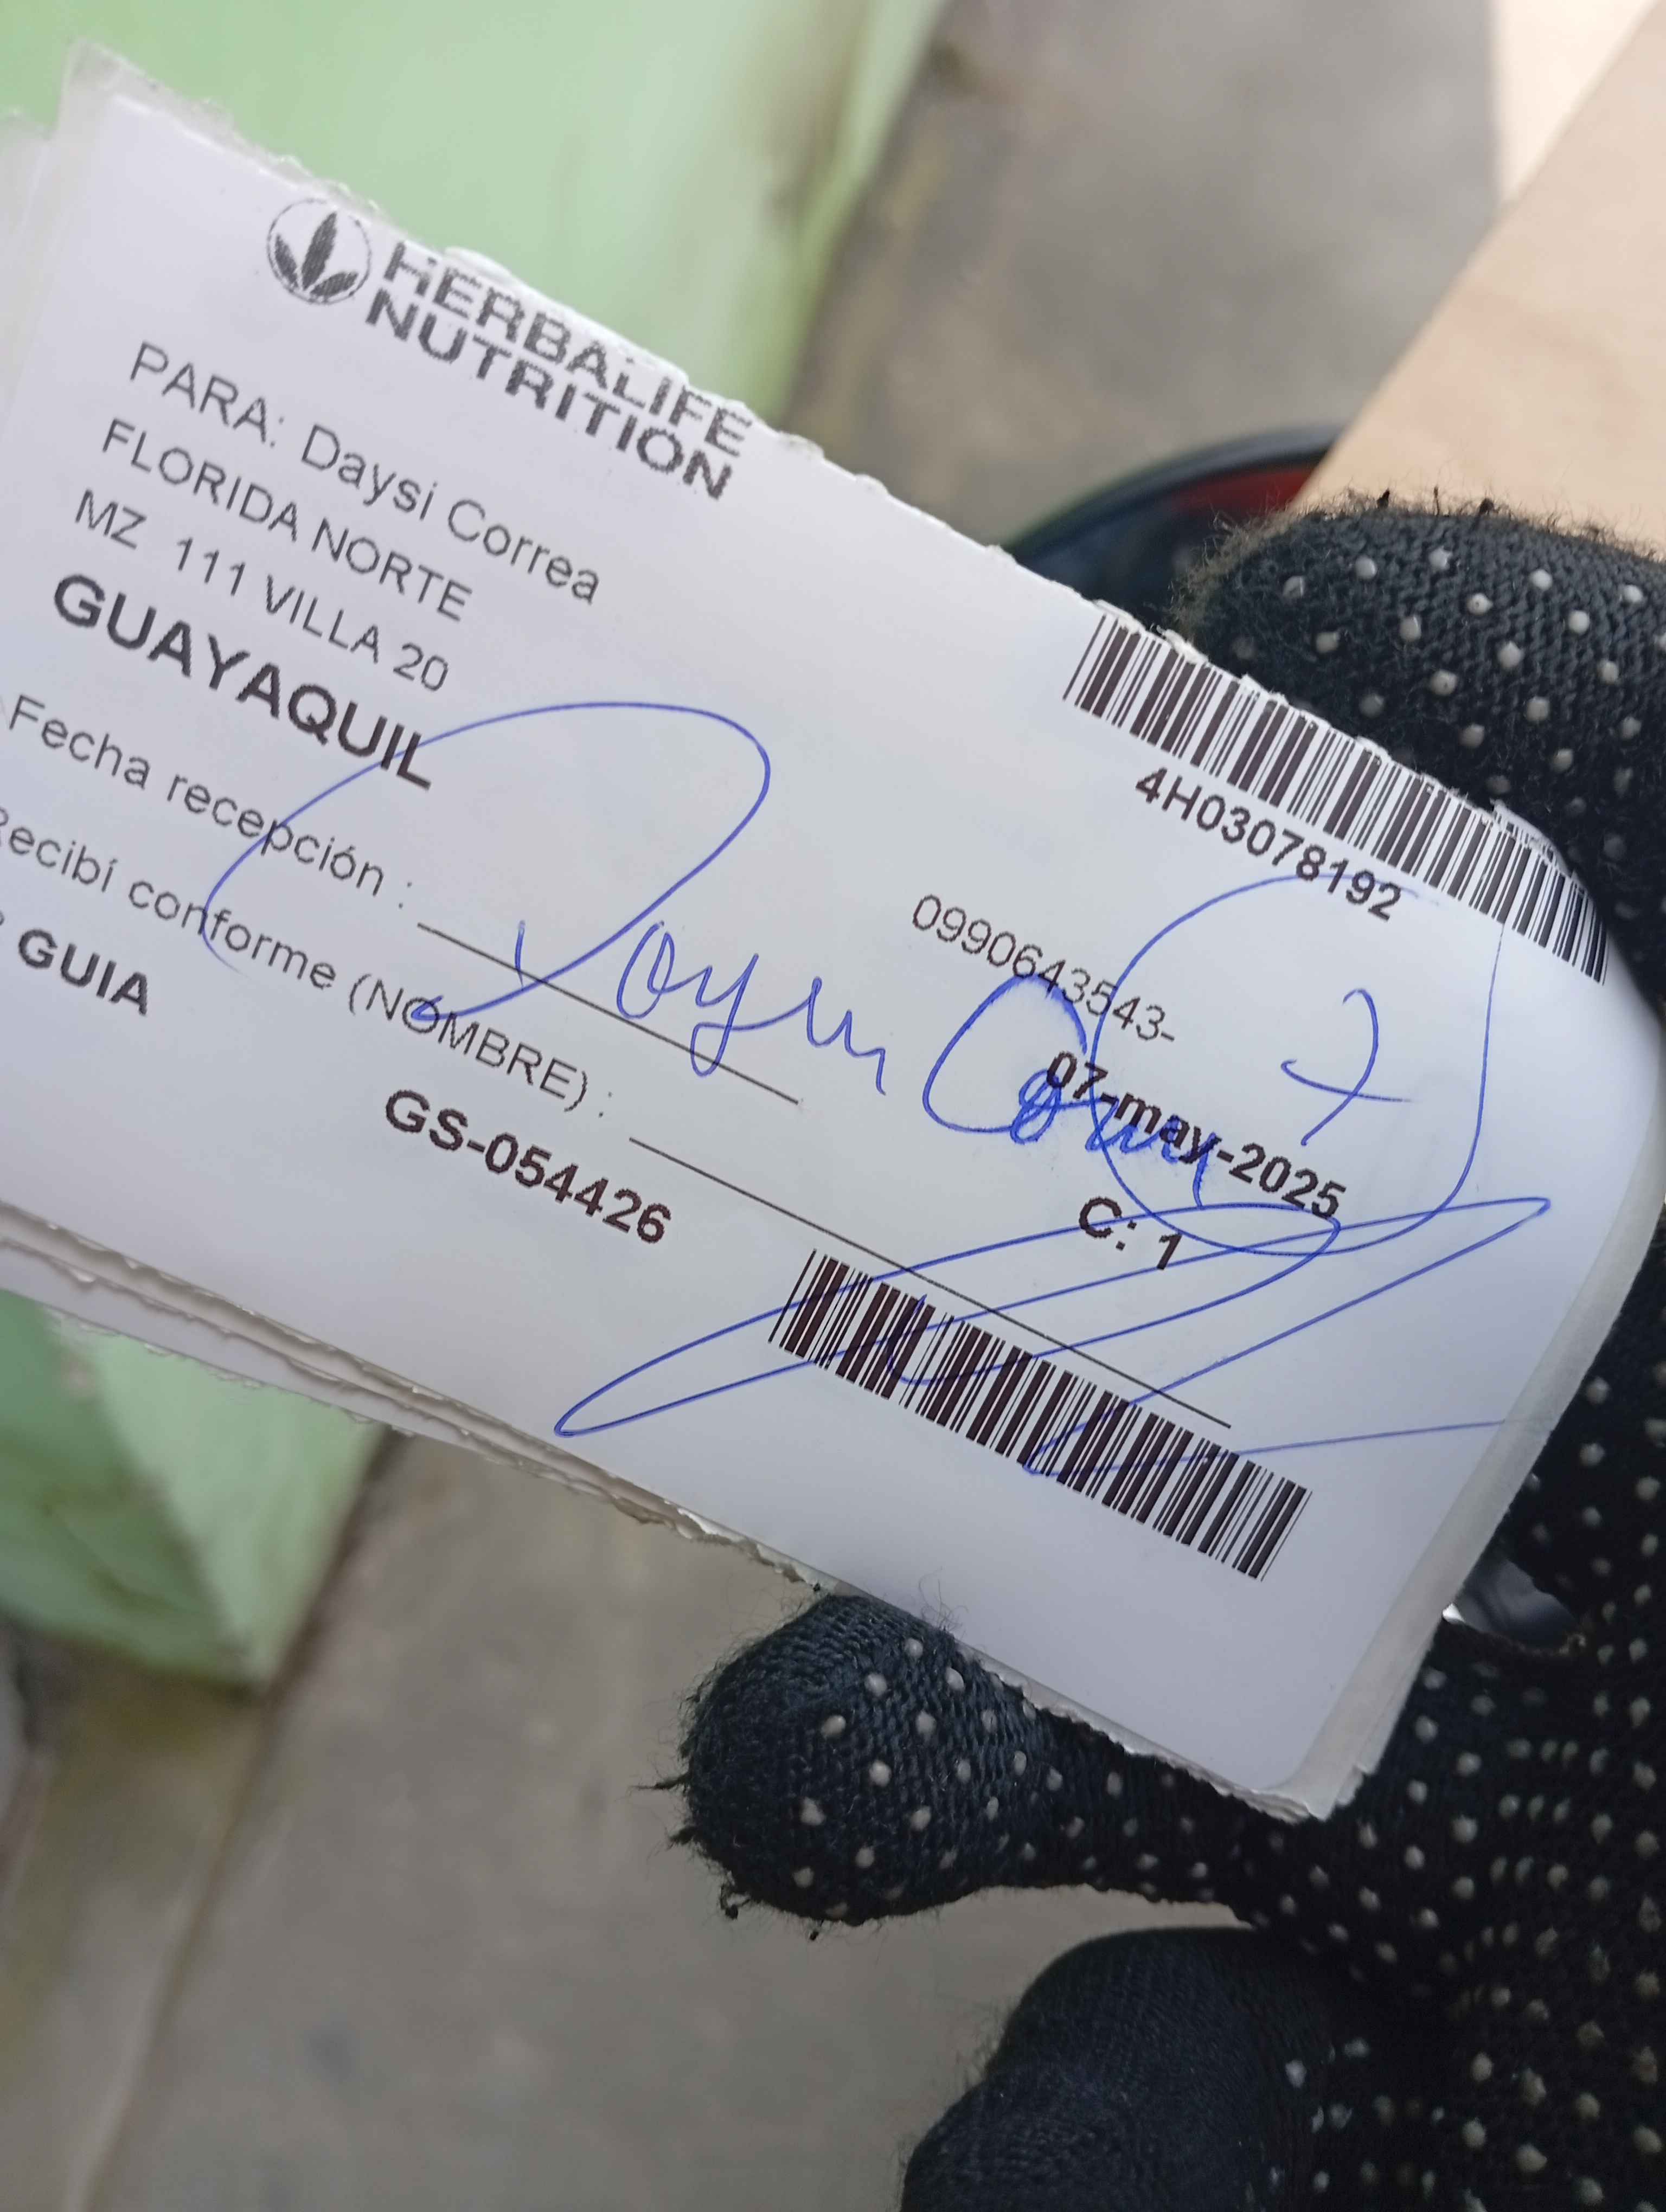 HERBALIFE
NUTRITION
PARA: Daysi Correa
FLORIDA NORTE
MZ 111 VILLA 20
GUAYAQUIL
4H03078192
0990643543-
07-may-2025
C: 1
Fecha recepción :
Recibí conforme (NOMBRE) :
GUIA
GS-054426
7